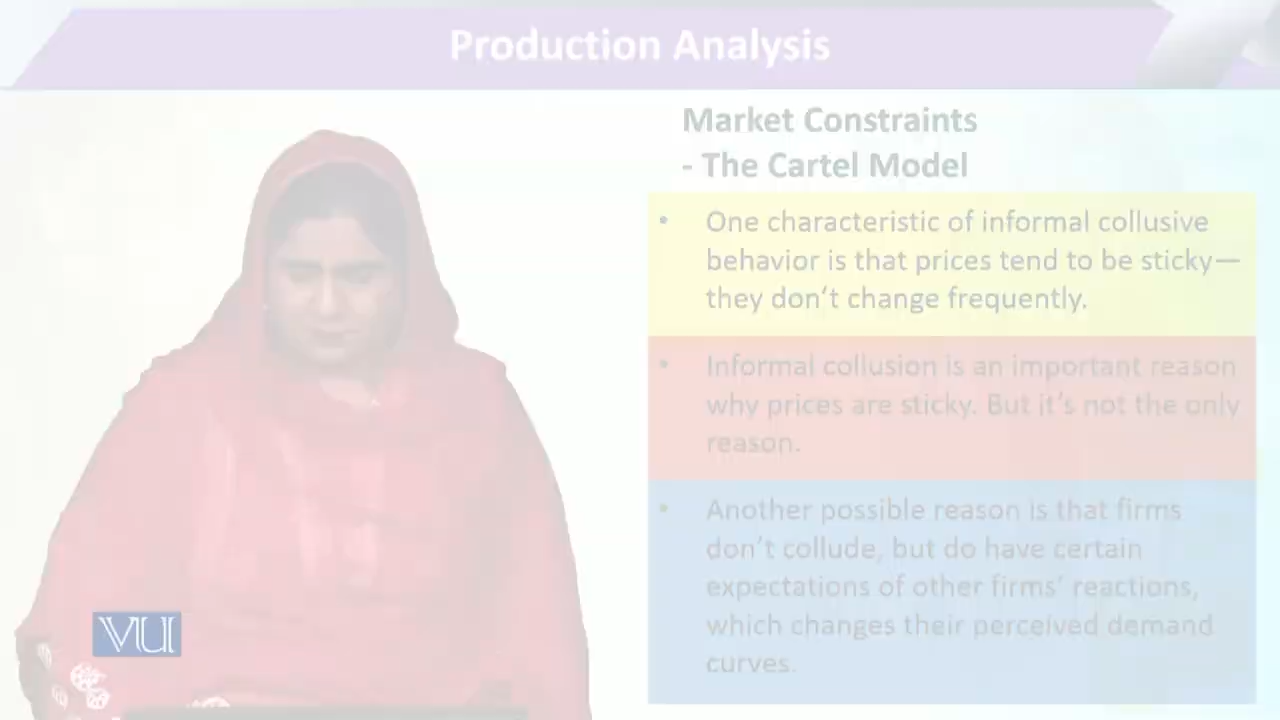 Production Analysis
Market Constraints
- The Cartel Model
• One characteristic of informal collusive
behavior is that prices tend to be sticky—
they don't change frequently.
• Informal collusion is an important reason
why prices are sticky. But it's not the only
reason.
• Another possible reason is that firms
don't collude, but do have certain
expectations of other firms' reactions,
which changes their perceived demand
curves.
VU